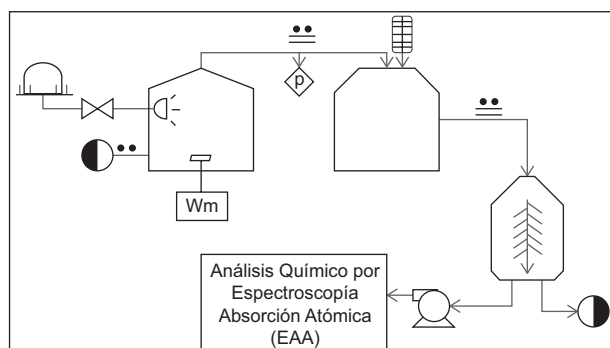 p
Wm
Análisis Químico por
Espectroscopía
Absorción Atómica
(EAA)